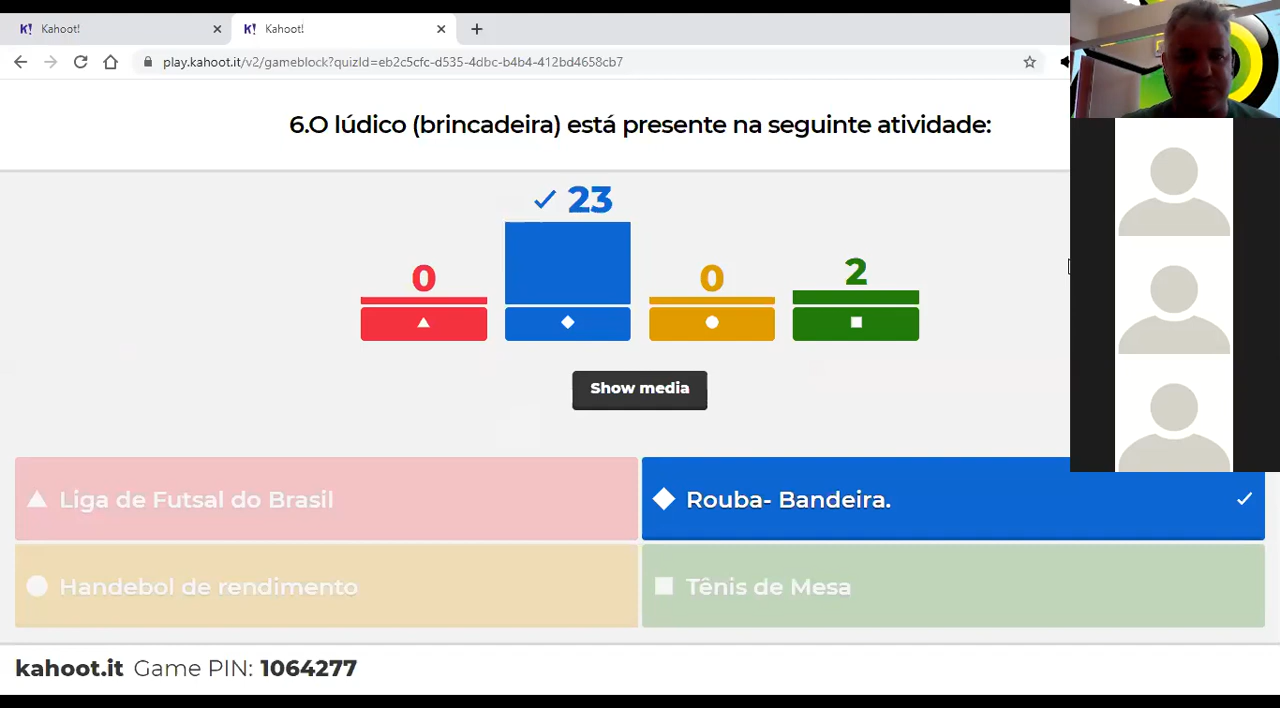 Kahoot!
Kahoot!
play.kahoot.it/v2/gameblock?quizId=eb2c5cfc-d535-4dbc-b4b4-412bd4658cb7
6.O lúdico (brincadeira) está presente na seguinte atividade:
0
23
0
2
Show media
Liga de Futsal do Brasil
Rouba- Bandeira.
Handebol de rendimento
Tênis de Mesa
kahoot.it Game PIN: 1064277